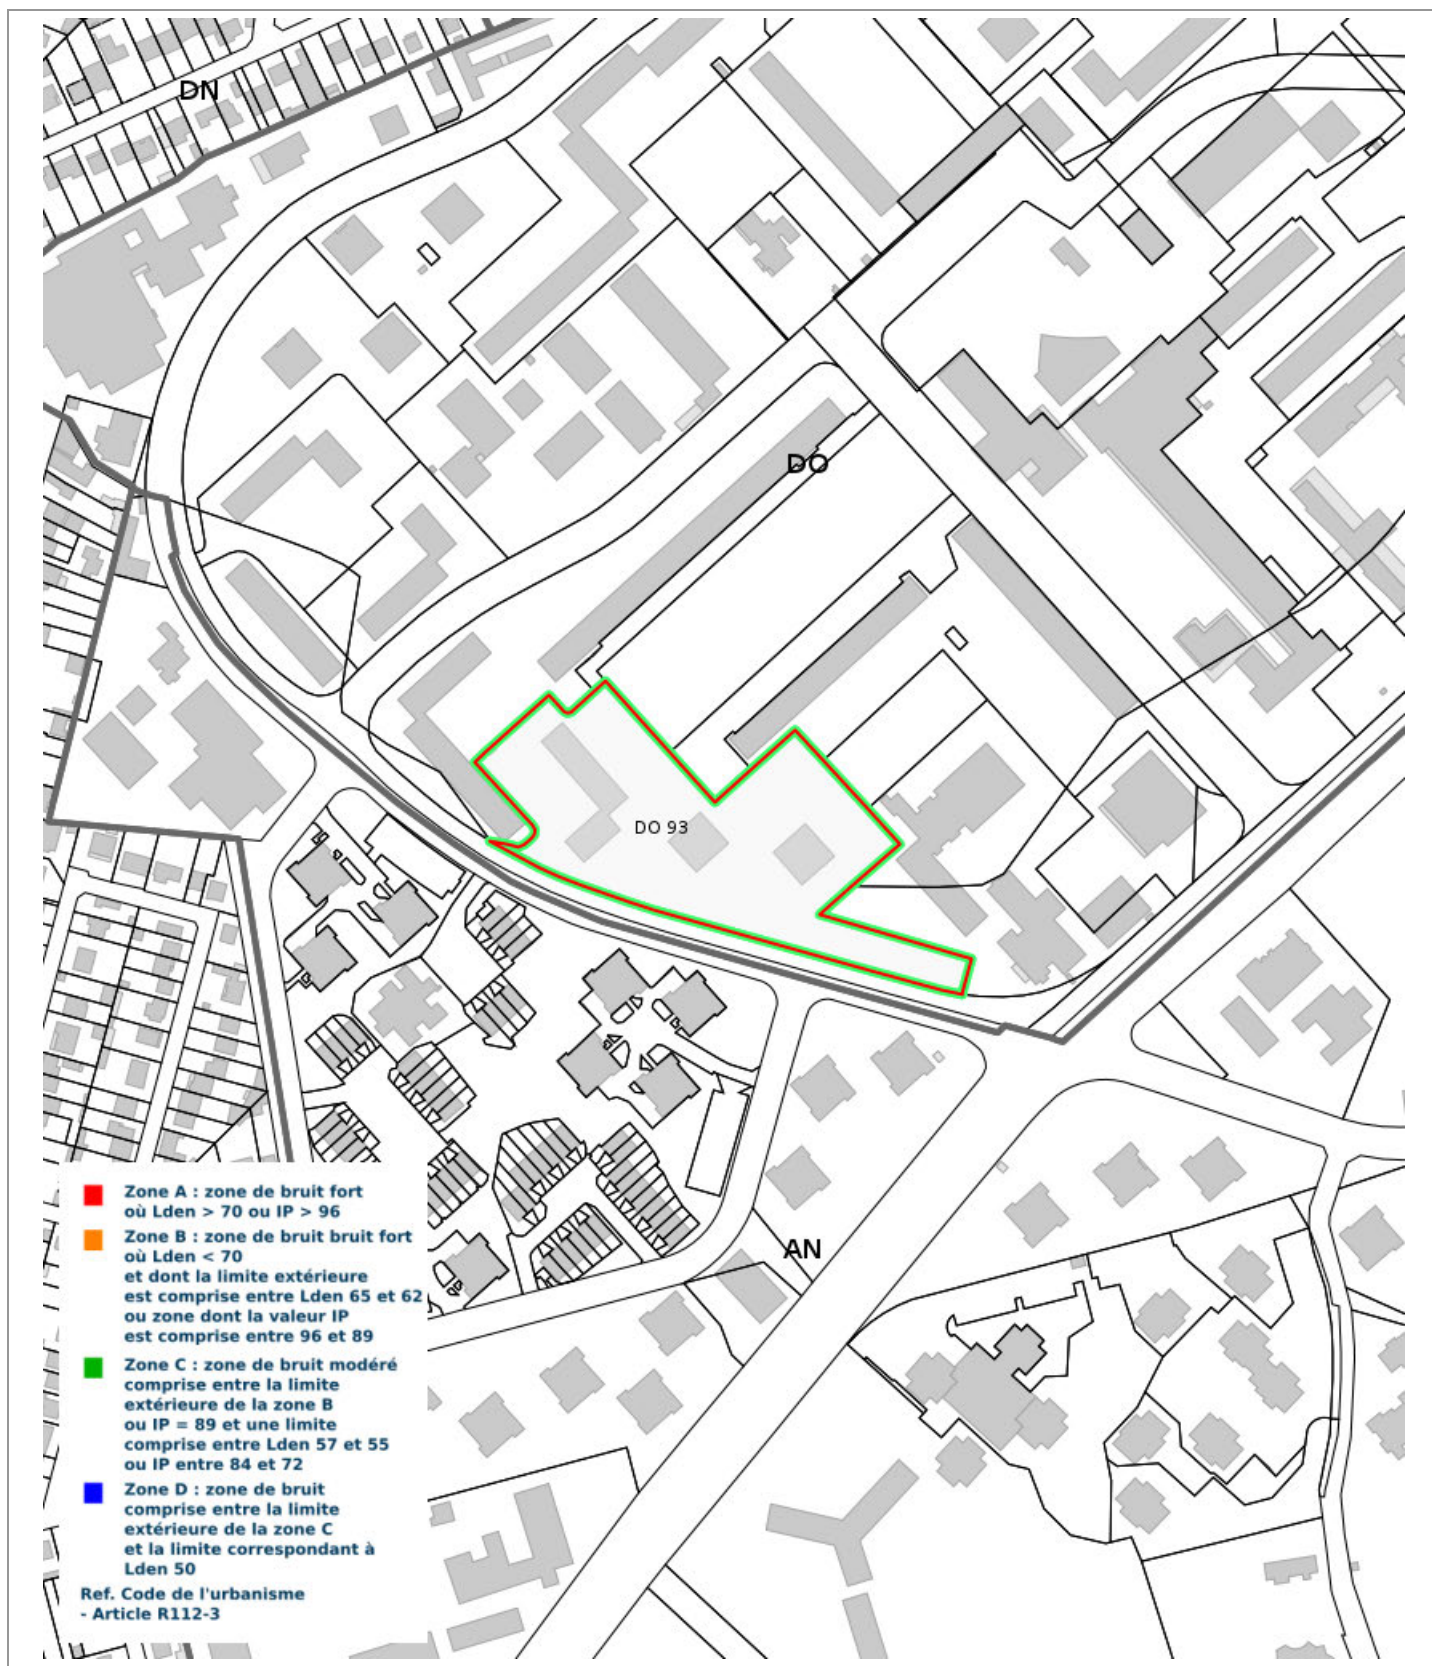 DN
DO
DO 93
AN
Zone A : zone de bruit fort
où Lden > 70 ou IP > 96
Zone B : zone de bruit bruit fort
où Lden < 70
et dont la limite extérieure
est comprise entre Lden 65 et 62
ou zone dont la valeur IP
est comprise entre 96 et 89
Zone C : zone de bruit modéré
comprise entre la limite
extérieure de la zone B
ou IP = 89 et une limite
comprise entre Lden 57 et 55
ou IP entre 84 et 72
Zone D : zone de bruit
comprise entre la limite
extérieure de la zone C
et la limite correspondant à
Lden 50
Ref. Code de l'urbanisme
- Article R112-3